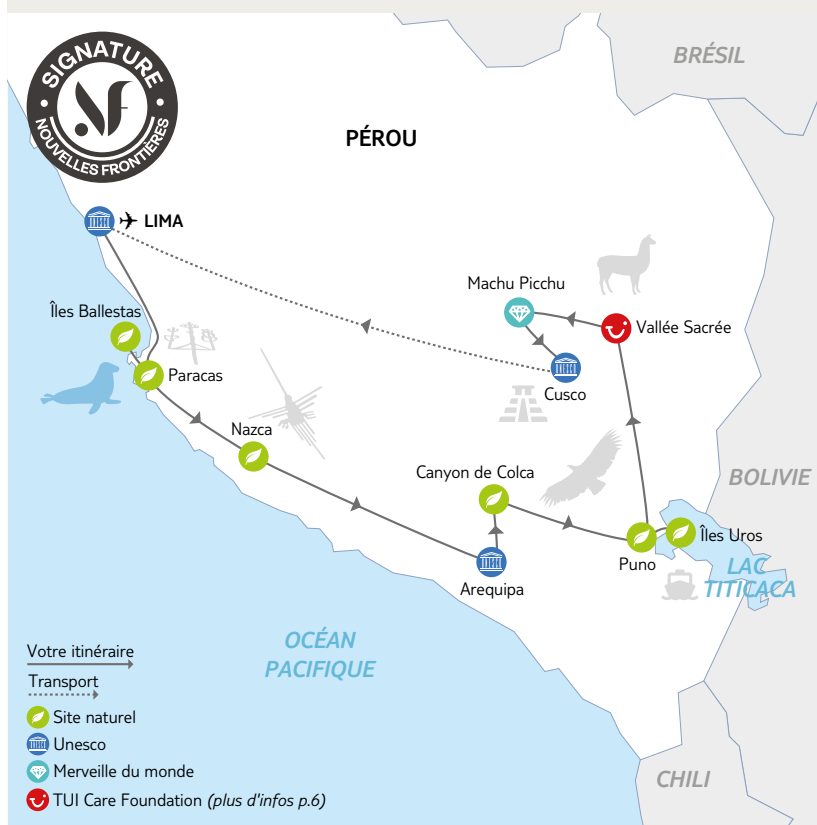 SIGNATURE
NF
NOUVELLES FRONTIÈRES
BRÉSIL
PÉROU
LIMA
Machu Picchu
Îles Ballestas
Vallée Sacrée
Paracas
Cusco
Nazca
Canyon de Colca
BOLIVIE
Îles Uros
Puno
LAC
TITICACA
Arequipa
OCÉAN
PACIFIQUE
Votre itinéraire
Transport
Site naturel
Unesco
Merveille du monde
CHILI
TUI Care Foundation (plus d'infos p.6)